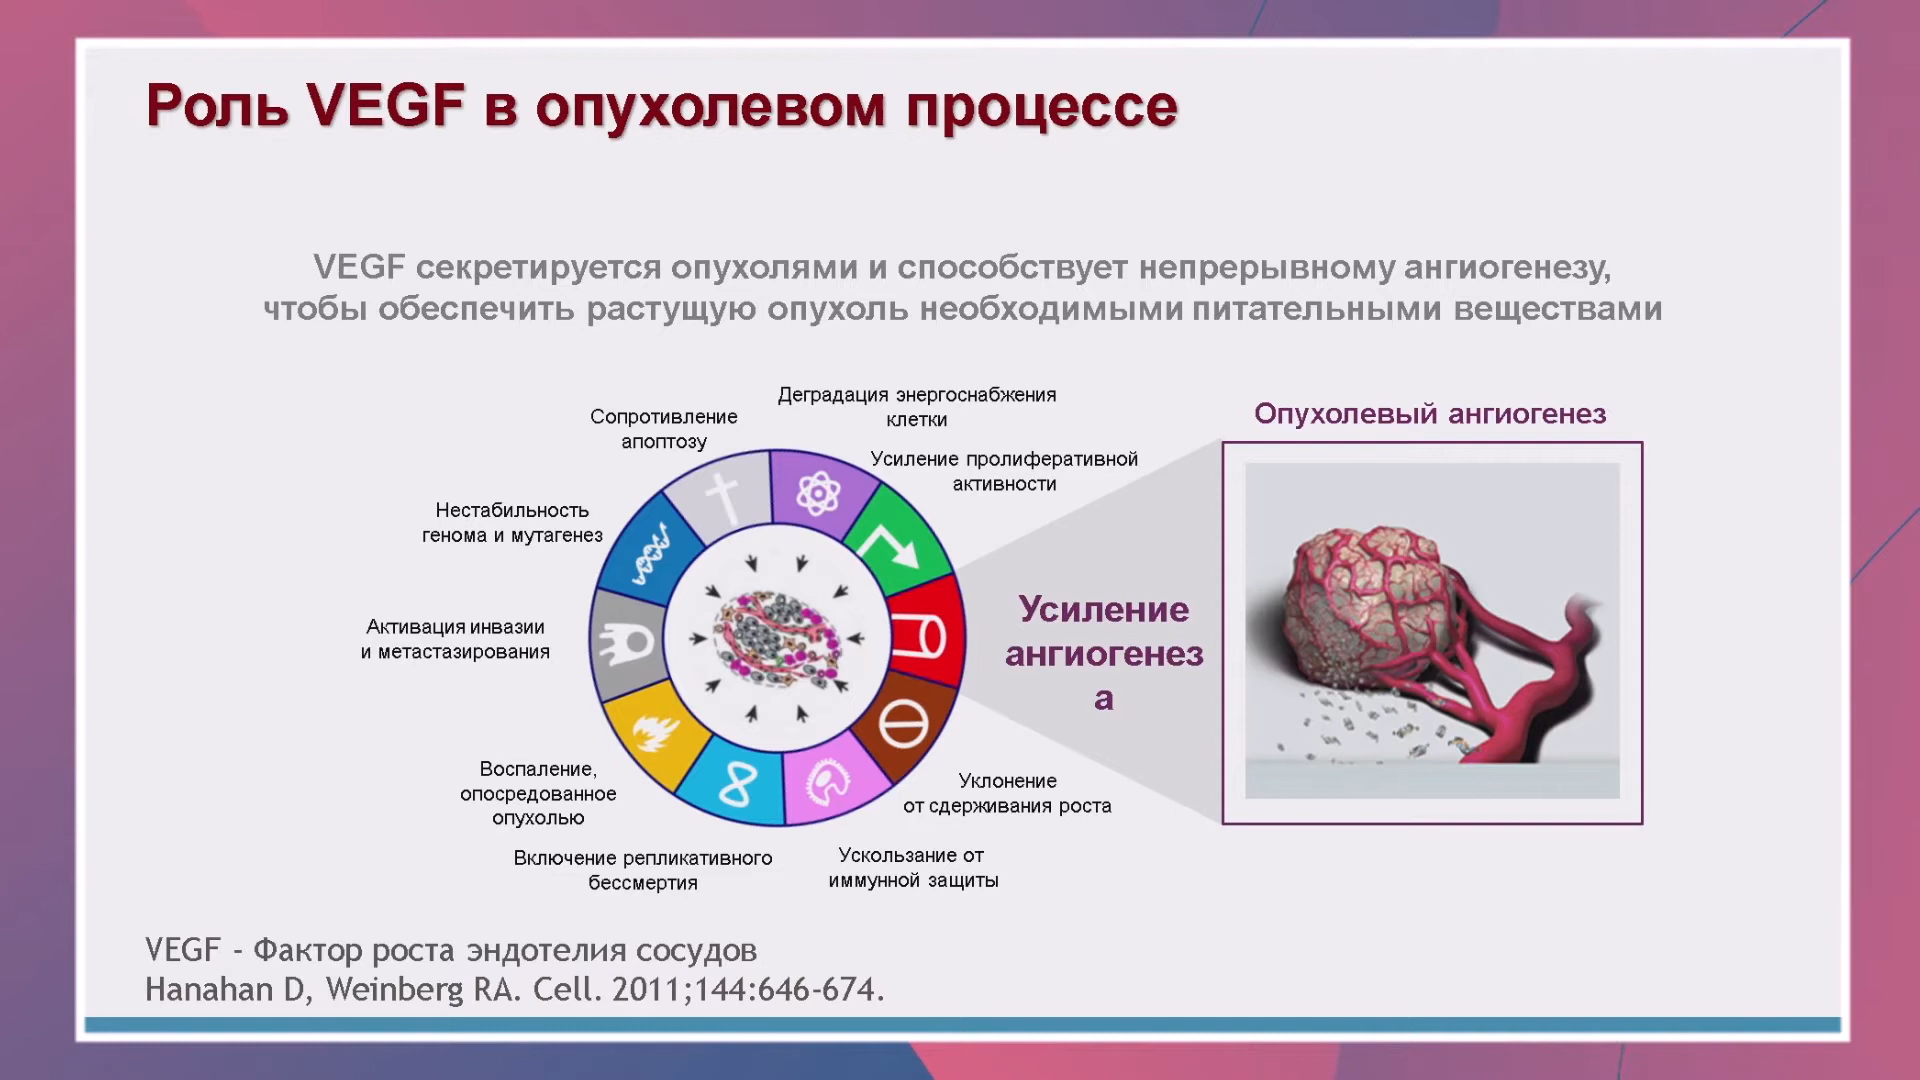 Роль VEGF в опухолевом процессе
VEGF секретируется опухолями и способствует непрерывному ангиогенезу,
чтобы обеспечить растущую опухоль необходимыми питательными веществами
Деградация энергоснабжения
клетки
Сопротивление
апоптозу
Усиление пролиферативной
активности
Нестабильность
генома и мутагенез
Активация инвазии
и метастазирования
Воспаление,
опосредованное
опухолью
Включение репликативного
бессмертия
Ускользание от
иммунной защиты
Уклонение
от сдерживания роста
Усиление
ангиогенез
а
Опухолевый ангиогенез
VEGF - Фактор роста эндотелия сосудов
Hanahan D, Weinberg RA. Cell. 2011;144:646-674.